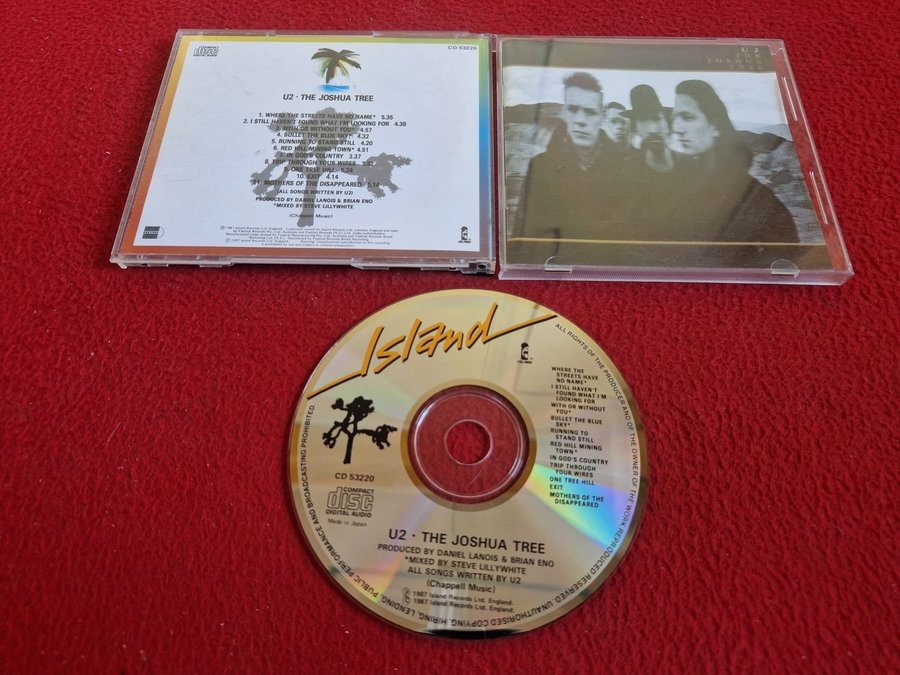 COMPACT
disc
DIGITAL AUDIO
CD 53220
U2 · THE JOSHUA TREE
1. WHERE THE STREETS HAVE NO NAME* 5.35
2. I STILL HAVEN'T FOUND WHAT I'M LOOKING FOR 4.38
3. WITH OR WITHOUT YOU* 4.57
4. BULLET THE BLUE SKY* 4.32
5. RUNNING TO STAND STILL 4.20
6. RED HILL MINING TOWN* 4.51
7. IN GOD'S COUNTRY 3.37
8. TRIP THROUGH YOUR WIRES
9. ONE TREE HILL 5.24
10. EXIT 4.14
11. MOTHERS OF THE DISAPPEARED 5.14
(ALL SONGS WRITTEN BY U2)
PRODUCED BY DANIEL LANOIS & BRIAN ENO
*MIXED BY STEVE LILLYWHITE
(Chappell Music)
U2
THE
JOSHUA
TREE
Island
ALL RIGHTS OF THE PRODUCER AND OF THE OWNER OF THE WORK REPRODUCED RESERVED. UNAUTHORISED COPYING, HIRING, LENDING, PUBLIC PERFORMANCE AND BROADCASTING PROHIBITED
WHERE THE
STREETS HAVE
NO NAME*
I STILL HAVEN'T
FOUND WHAT I'M
LOOKING FOR
WITH OR WITHOUT
YOU*
BULLET THE BLUE
SKY*
RUNNING TO
STAND STILL
RED HILL MINING
TOWN*
IN GOD'S COUNTRY
TRIP THROUGH
YOUR WIRES
ONE TREE HILL
EXIT
MOTHERS OF THE
DISAPPEARED
CD 53220
COMPACT
disc
DIGITAL AUDIO
Made in Japan
U2 · THE JOSHUA TREE
PRODUCED BY DANIEL LANOIS & BRIAN ENO
*MIXED BY STEVE LILLYWHITE
ALL SONGS WRITTEN BY U2
(Chappell Music)
℗ 1987 Island Records Ltd. England.
© 1987 Island Records Ltd. England.